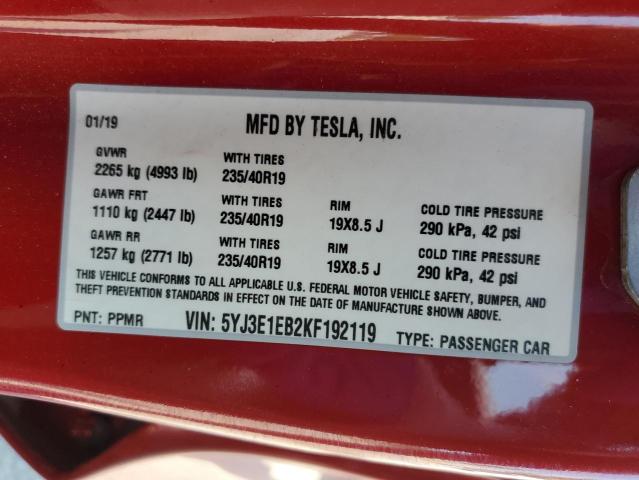 01/19 MFD BY TESLA, INC.
GVWR WITH TIRES
2265 kg (4993 lb) 235/40R19
GAWR FRT WITH TIRES RIM COLD TIRE PRESSURE
1110 kg (2447 lb) 235/40R19 19X8.5 J 290 kPa, 42 psi
GAWR RR WITH TIRES RIM COLD TIRE PRESSURE
1257 kg (2771 lb) 235/40R19 19X8.5 J 290 kPa, 42 psi
THIS VEHICLE CONFORMS TO ALL APPLICABLE U.S. FEDERAL MOTOR VEHICLE SAFETY, BUMPER, AND
THEFT PREVENTION STANDARDS IN EFFECT ON THE DATE OF MANUFACTURE SHOWN ABOVE.
PNT: PPMR VIN: 5YJ3E1EB2KF192119 TYPE: PASSENGER CAR